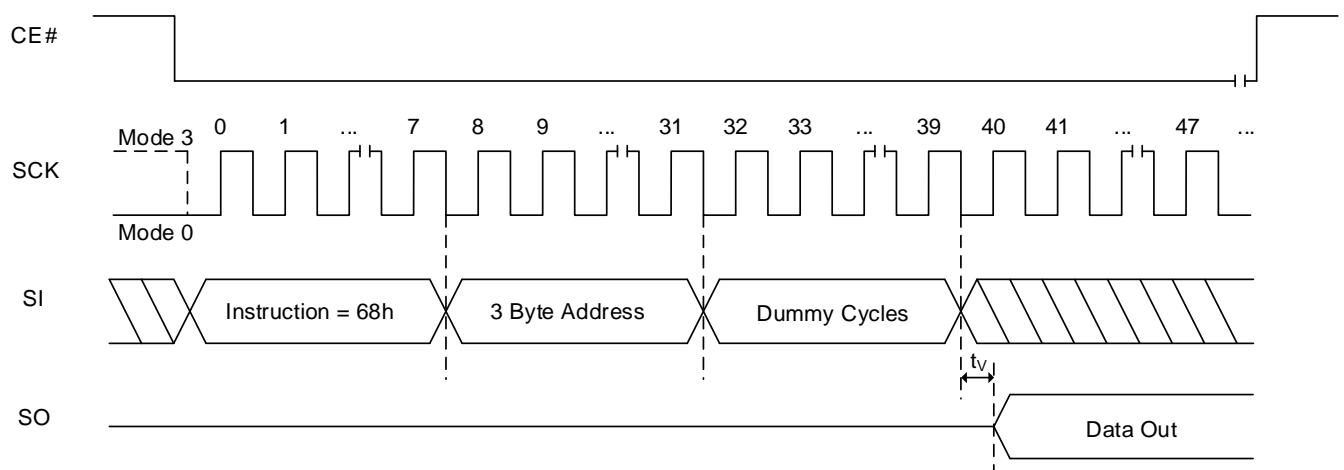 CE#
Mode 3
0 1 ... 7 8 9 ... 31 32 33 ... 39 40 41 ... 47 ...
SCK
Mode 0
SI
Instruction = 68h
3 Byte Address
Dummy Cycles
tV
SO
Data Out